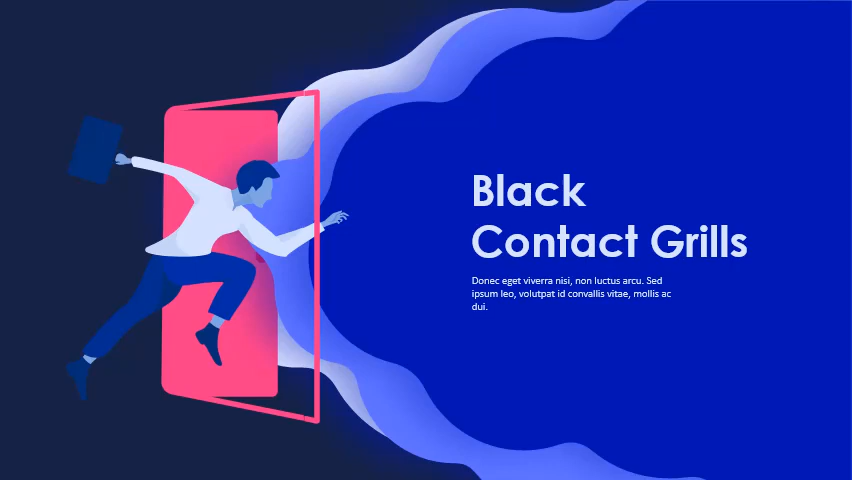 Black
Contact Grills
Donec eget viverra nisi, non luctus arcu. Sed
ipsum leo, volutpat id convallis vitae, mollis ac
dui.